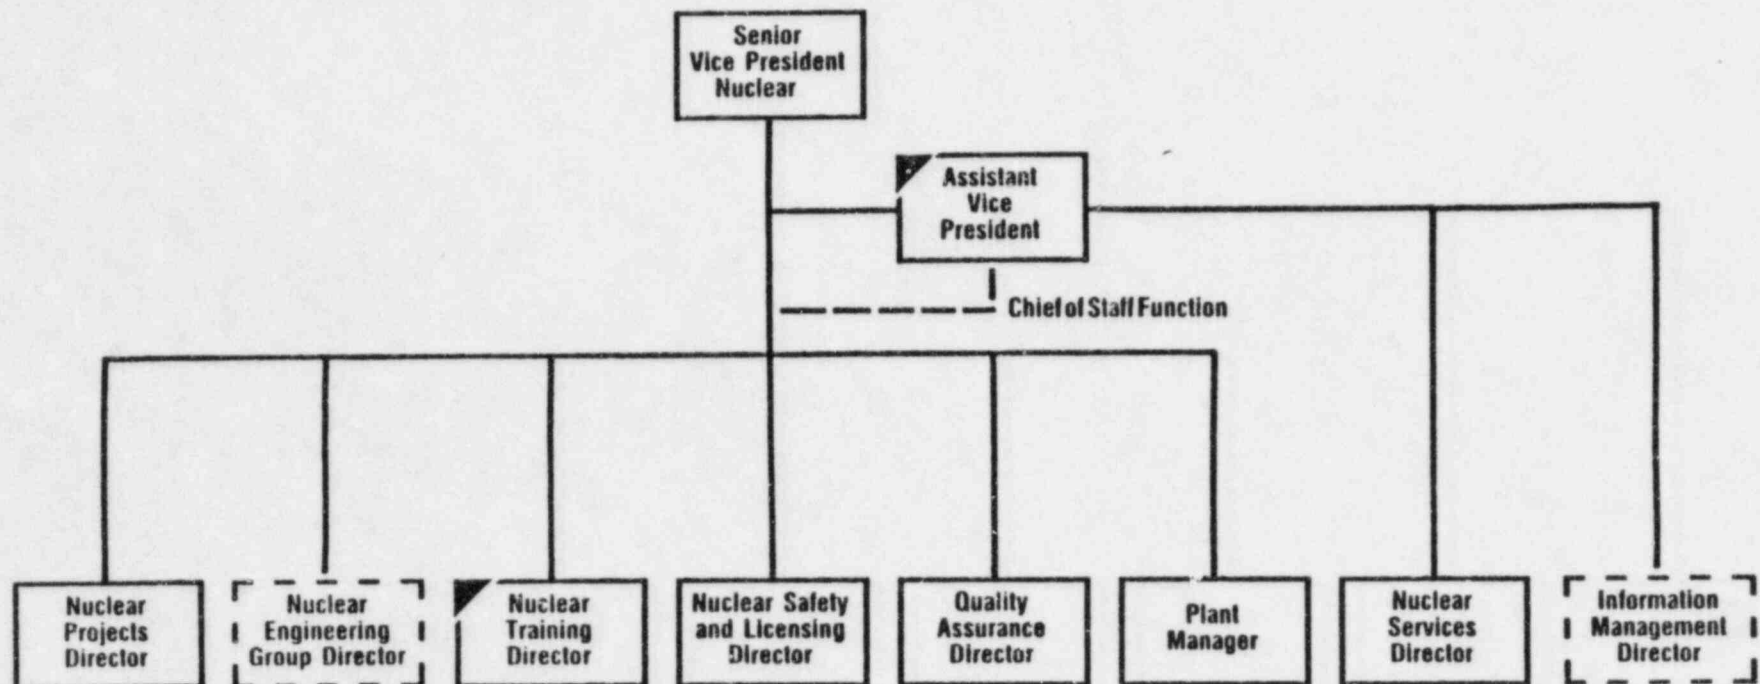 Senior
Vice President
Nuclear
Assistant
Vice
President
Chief of Staff Function
Nuclear
Projects
Director
Nuclear
Engineering
Group Director
Nuclear
Training
Director
Nuclear Safety
and Licensing
Director
Quality
Assurance
Director
Plant
Manager
Nuclear
Services
Director
Information
Management
Director